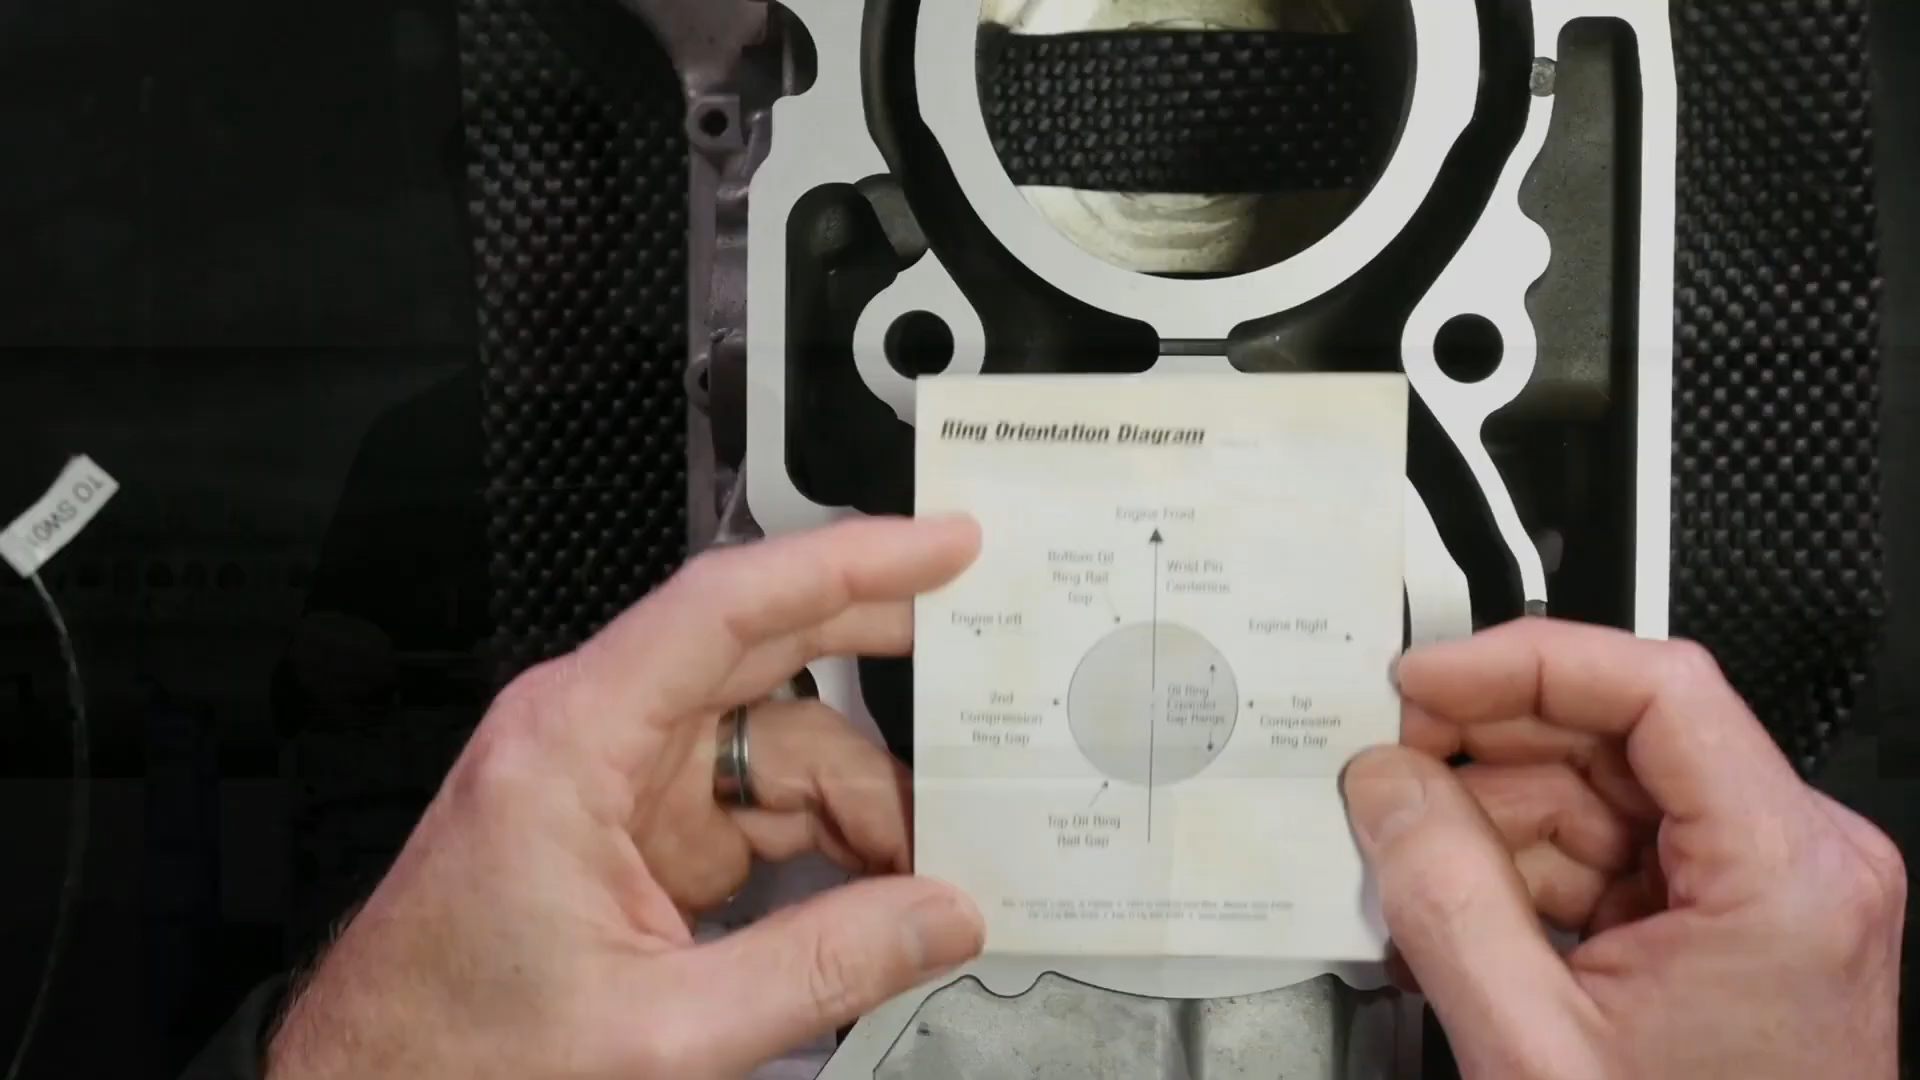 Ring Orientation Diagram
Engine Front
Bottom Oil
Ring Rail
Gap
Wrist Pin
Centerline
Engine Left
Engine Right
2nd
Compression
Ring Gap
Oil Ring
Expander
Gap Range
Top
Compression
Ring Gap
Top Oil Ring
Rail Gap